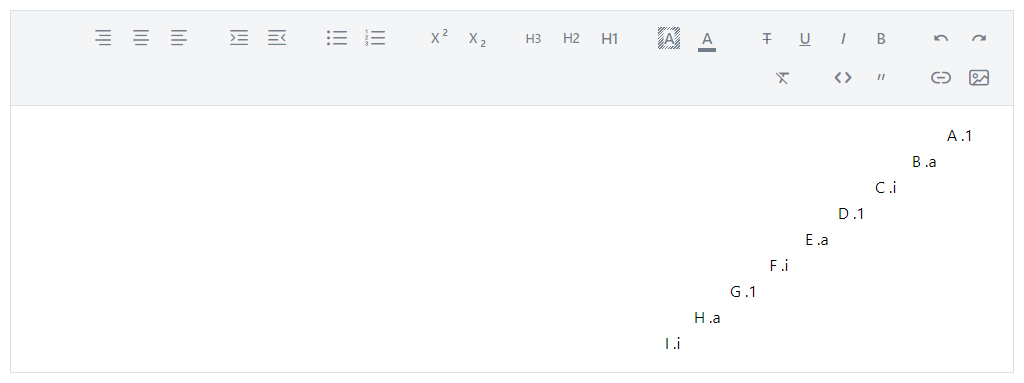 X² X₂ H3 H2 H1 A A T U I B
A .1
B .a
C .i
D .1
E .a
F .i
G .1
H .a
I .i